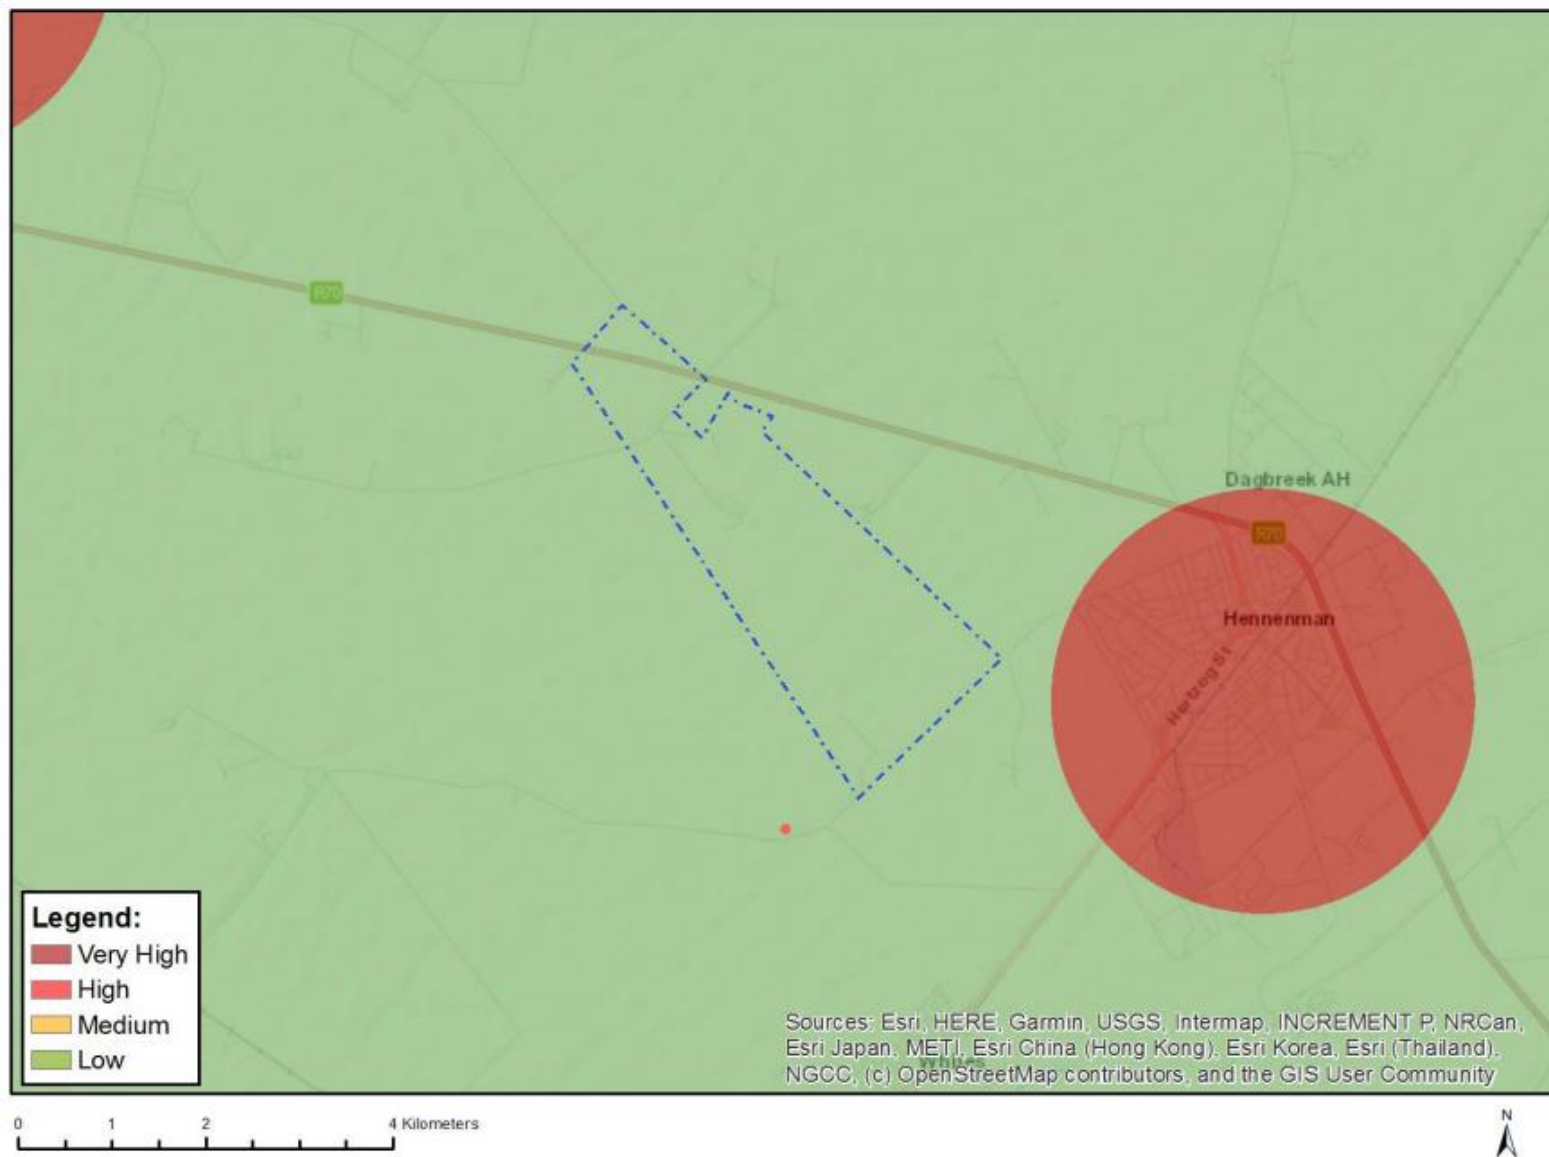 R70
Dagbreek AH
R70
Hennenman
Hertzog St
Legend:
Very High
High
Medium
Low
Sources: Esri, HERE, Garmin, USGS, Intermap, INCREMENT P, NRCan,
Esri Japan, METI, Esri China (Hong Kong), Esri Korea, Esri (Thailand),
NGCC, (c) OpenStreetMap contributors, and the GIS User Community
0 1 2 4 Kilometers
N